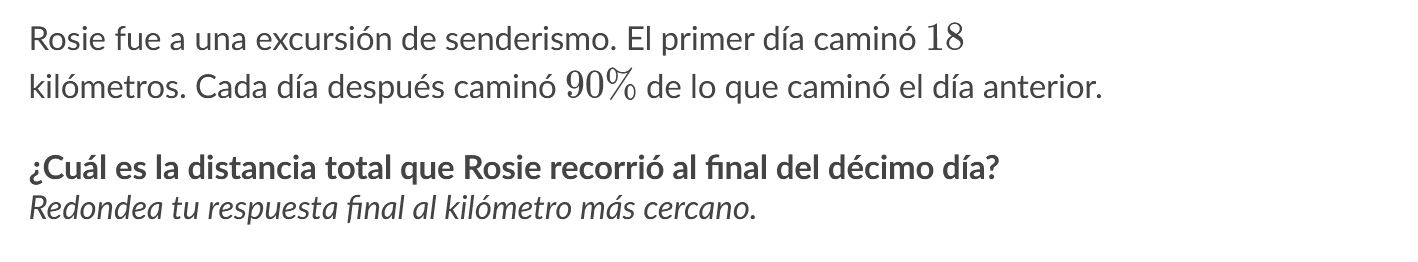 Rosie fue a una excursión de senderismo. El primer día caminó 18
kilómetros. Cada día después caminó 90% de lo que caminó el día anterior.
¿Cuál es la distancia total que Rosie recorrió al final del décimo día?
Redondea tu respuesta final al kilómetro más cercano.